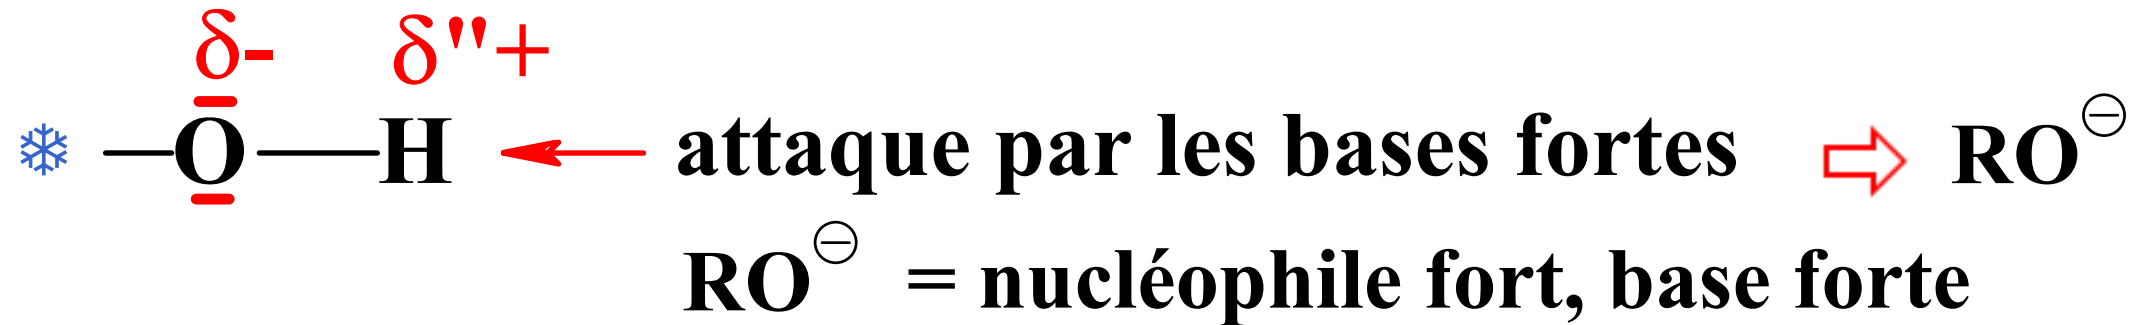 δ- δ"+
❄—O—H attaque par les bases fortes ⇨ RO⊖
RO⊖ = nucléophile fort, base forte